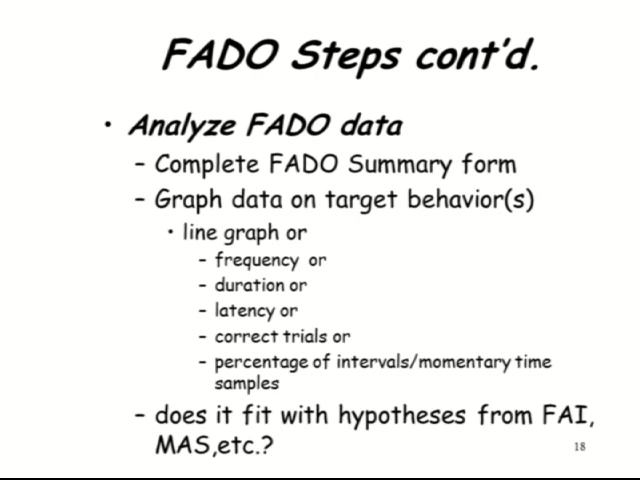 FADO Steps cont'd.
• Analyze FADO data
– Complete FADO Summary form
– Graph data on target behavior(s)
• line graph or
– frequency or
– duration or
– latency or
– correct trials or
– percentage of intervals/momentary time
samples
– does it fit with hypotheses from FAI,
MAS,etc.?
18